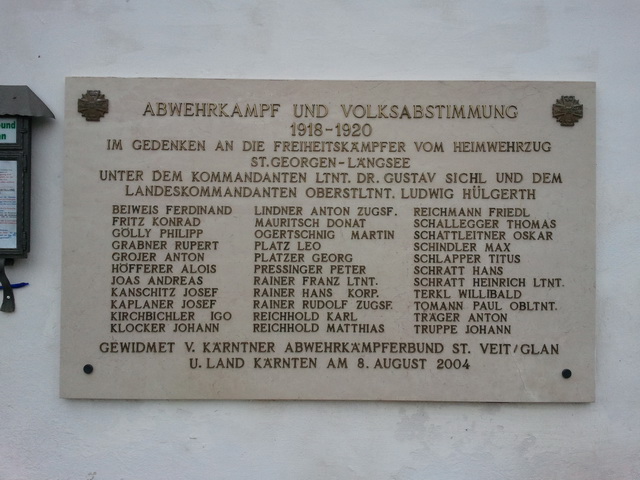 ABWEHRKAMPF UND VOLKSABSTIMMUNG
1918-1920
IM GEDENKEN AN DIE FREIHEITSKÄMPFER VOM HEIMWEHRZUG
ST.GEORGEN-LÄNGSEE
UNTER DEM KOMMANDANTEN LTNT. DR. GUSTAV SICHL UND DEM
LANDESKOMMANDANTEN OBERSTLTNT. LUDWIG HÜLGERTH
BEIWEIS FERDINAND
FRITZ KONRAD
GÖLLY PHILIPP
GRABNER RUPERT
GROJER ANTON
HÖFFERER ALOIS
JOAS ANDREAS
KANSCHITZ JOSEF
KAPLANER JOSEF
KIRCHBICHLER IGO
KLOCKER JOHANN
LINDNER ANTON ZUGSF.
MAURITSCH DONAT
OGERTSCHNIG MARTIN
PLATZ LEO
PLATZER GEORG
PRESSINGER PETER
RAINER FRANZ LTNT.
RAINER HANS KORP.
RAINER RUDOLF ZUGSF.
REICHHOLD KARL
REICHHOLD MATTHIAS
REICHMANN FRIEDL
SCHALLEGGER THOMAS
SCHATTLEITNER OSKAR
SCHINDLER MAX
SCHLAPPER TITUS
SCHRATT HANS
SCHRATT HEINRICH LTNT.
TERKL WILLIBALD
TOMANN PAUL OBLTNT.
TRÄGER ANTON
TRUPPE JOHANN
GEWIDMET V. KÄRNTNER ABWEHRKÄMPFERBUND ST. VEIT/GLAN
U. LAND KÄRNTEN AM 8. AUGUST 2004